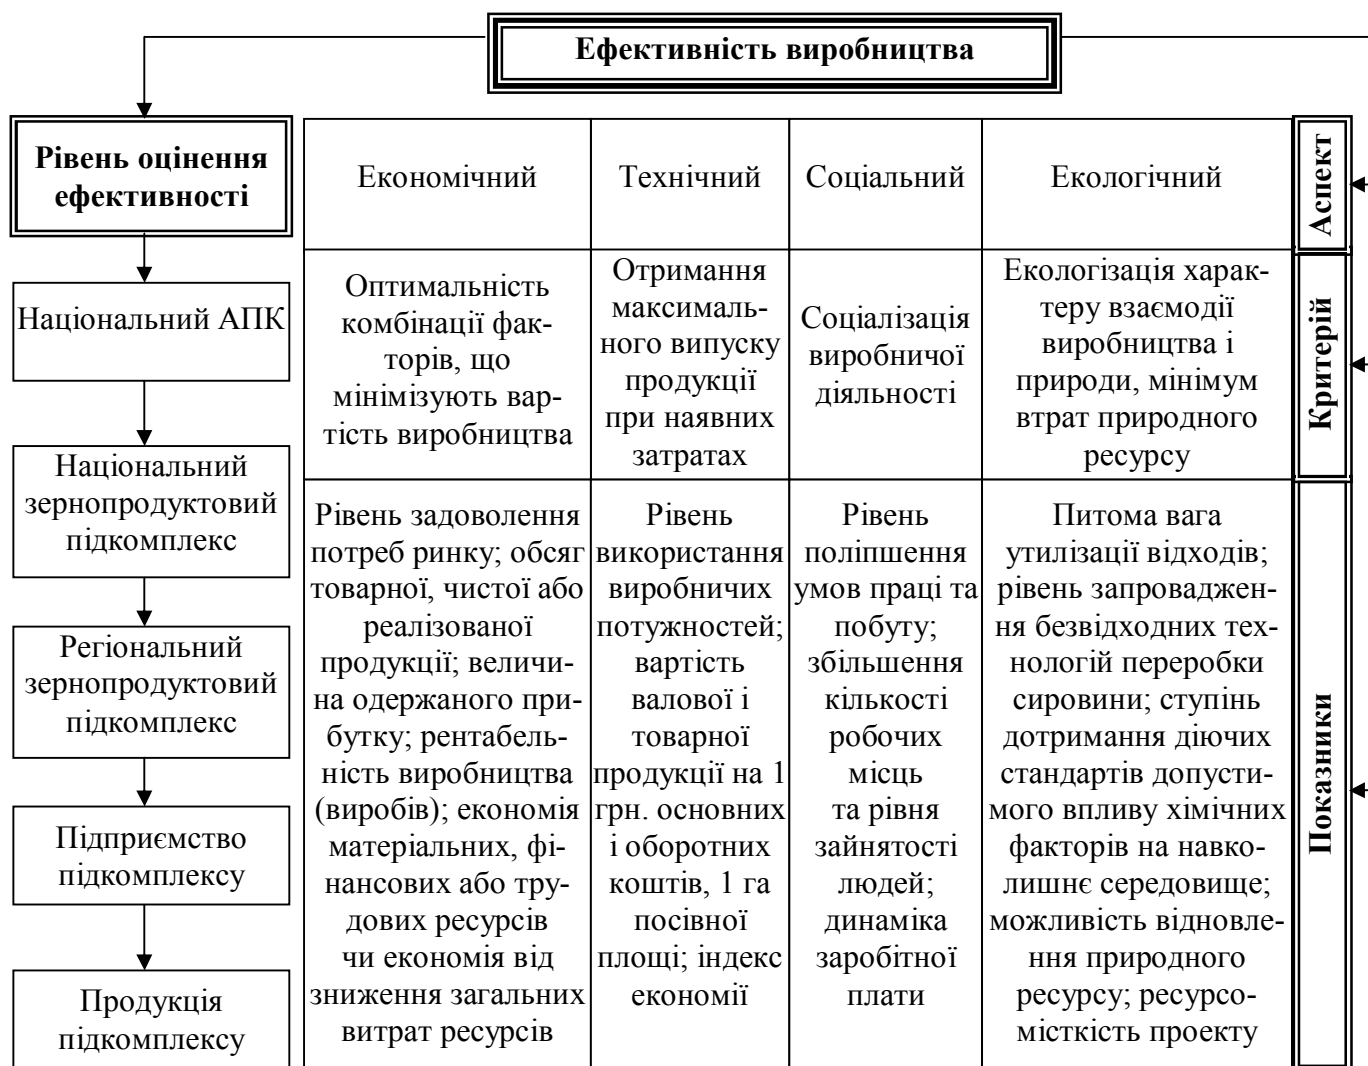 Ефективність виробництва
Рівень оцінення
ефективності
Національний АПК
Національний
зернопродуктовий
підкомплекс
Регіональний
зернопродуктовий
підкомплекс
Підприємство
підкомплексу
Продукція
підкомплексу
Економічний
Технічний
Соціальний
Екологічний
Аспект
Оптимальність
комбінації фак-
торів, що
мінімізують вар-
тість виробництва
Отримання
максималь-
ного випуску
продукції
при наявних
затратах
Соціалізація
виробничої
діяльності
Екологізація харак-
теру взаємодії
виробництва і
природи, мінімум
втрат природного
ресурсу
Критерій
Рівень задоволення
потреб ринку; обсяг
товарної, чистої або
реалізованої
продукції; величи-
на одержаного при-
бутку; рентабель-
ність виробництва
(виробів); економія
матеріальних, фі-
нансових або тру-
дових ресурсів
чи економія від
зниження загальних
витрат ресурсів
Рівень
використання
виробничих
потужностей;
вартість
валової і
товарної
продукції на 1
грн. основних
і оборотних
коштів, 1 га
посівної
площі; індекс
економії
Рівень
поліпшення
умов праці та
побуту;
збільшення
кількості
робочих
місць
та рівня
зайнятості
людей;
динаміка
заробітної
плати
Питома вага
утилізації відходів;
рівень запроваджен-
ня безвідходних тех-
нологій переробки
сировини; ступінь
дотримання діючих
стандартів допусти-
мого впливу хімічних
факторів на навко-
лишнє середовище;
можливість відновле-
ння природного
ресурсу; ресурсо-
місткість проекту
Показники